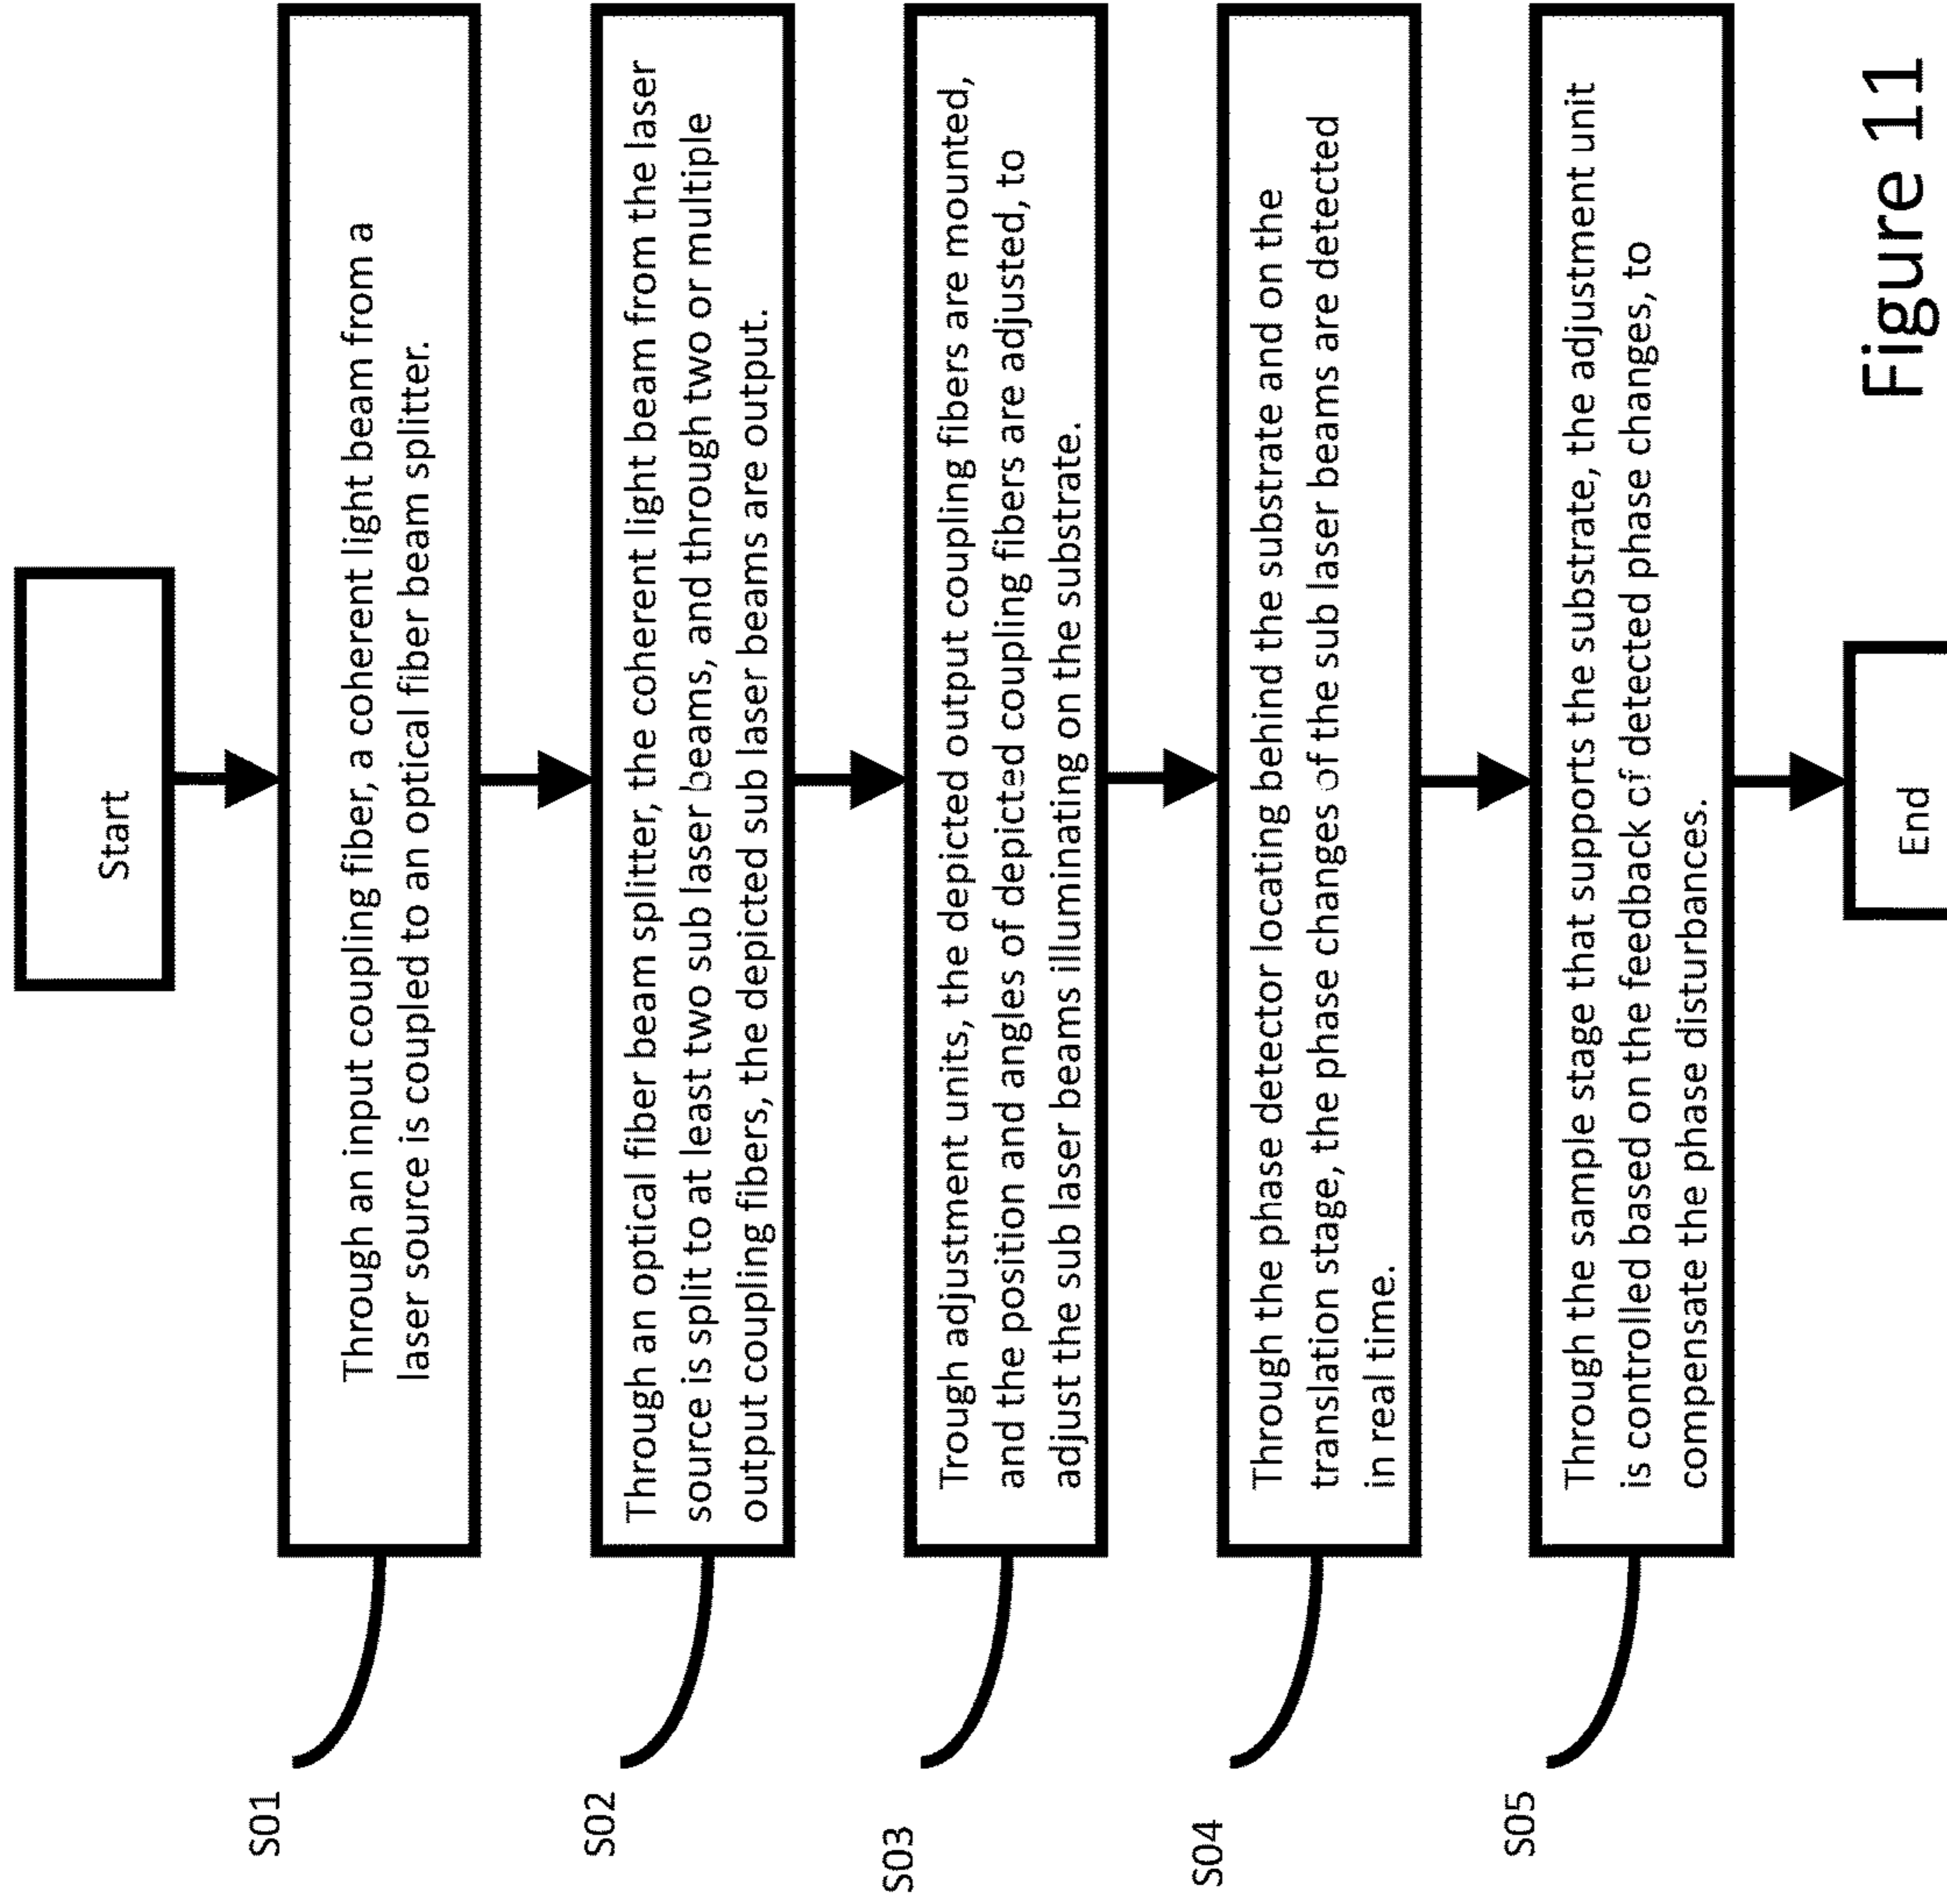 Start
S01
Through an input coupling fiber, a coherent light beam from a
laser source is coupled to an optical fiber beam splitter.
S02
Through an optical fiber beam splitter, the coherent light beam from the laser
source is split to at least two sub laser beams, and through two or multiple
output coupling fibers, the depicted sub laser beams are output.
S03
Trough adjustment units, the depicted output coupling fibers are mounted,
and the position and angles of depicted coupling fibers are adjusted, to
adjust the sub laser beams illuminating on the substrate.
S04
Through the phase detector locating behind the substrate and on the
translation stage, the phase changes of the sub laser beams are detected
in real time.
S05
Through the sample stage that supports the substrate, the adjustment unit
is controlled based on the feedback of detected phase changes, to
compensate the phase disturbances.
End
Figure 11